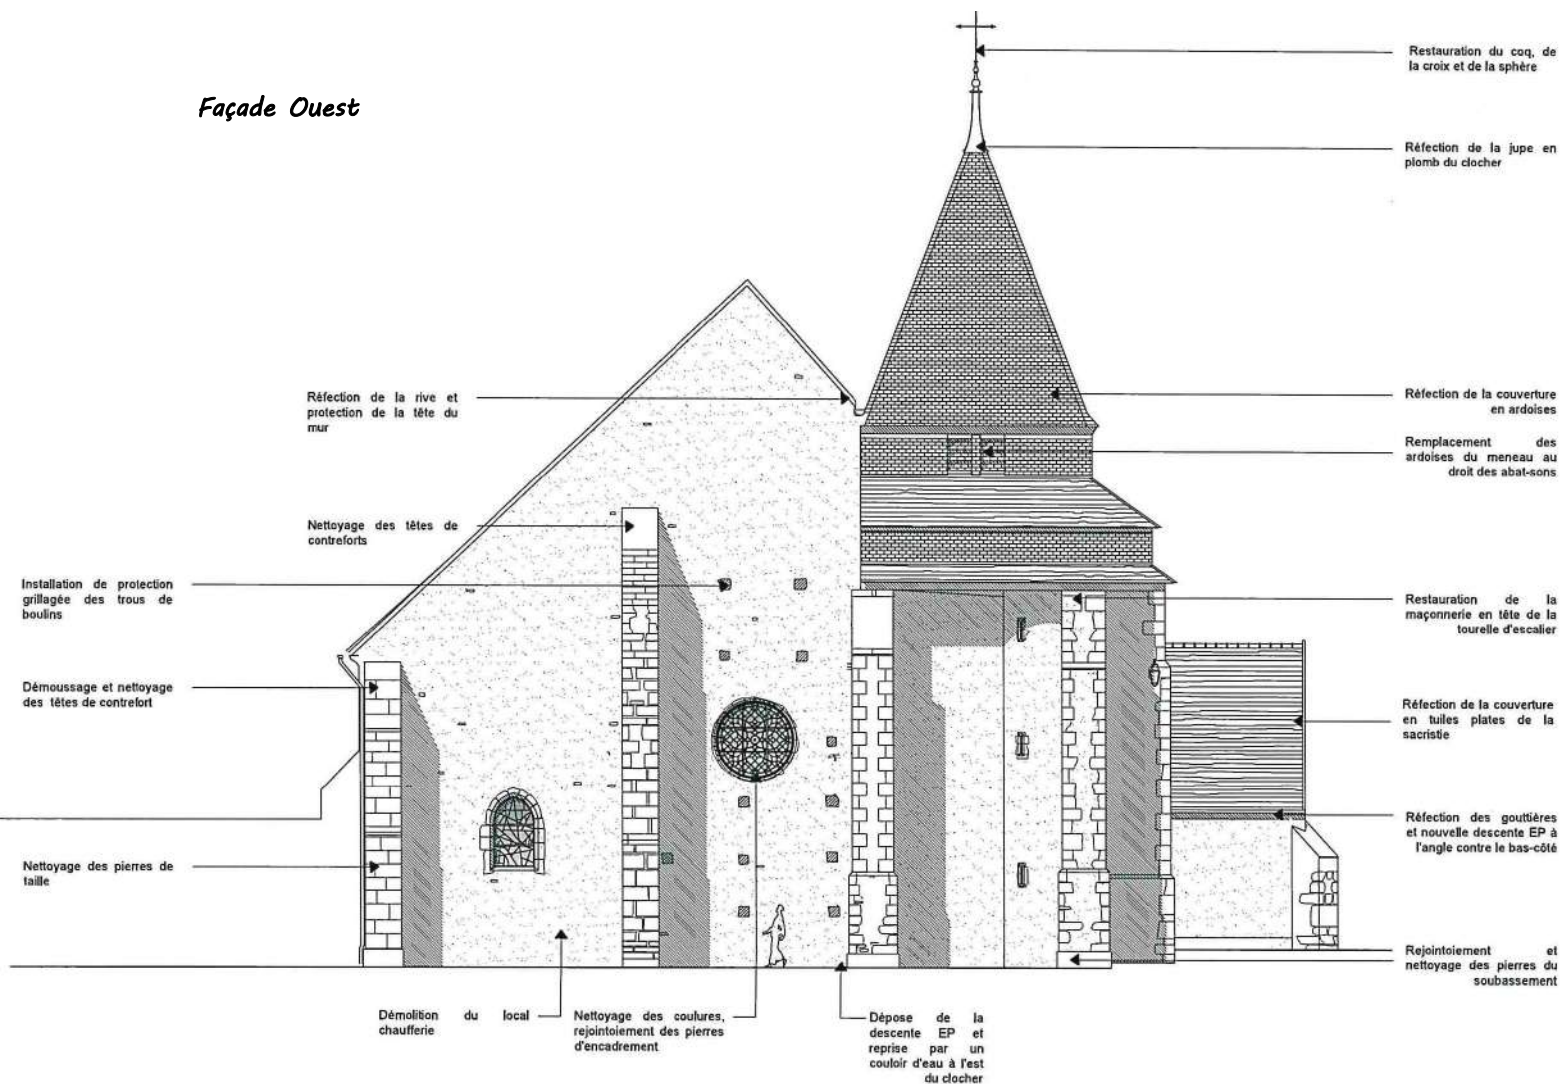 Façade Ouest
Restauration du coq, de
la croix et de la sphère
Réfection de la jupe en
plomb du clocher
Réfection de la rive et
protection de la tête du
mur
Réfection de la couverture
en ardoises
Remplacement des
ardoises du meneau au
droit des abat-sons
Nettoyage des têtes de
contreforts
Installation de protection
grillagée des trous de
boulins
Restauration de la
maçonnerie en tête de la
tourelle d'escalier
Démoussage et nettoyage
des têtes de contrefort
Réfection de la couverture
en tuiles plates de la
sacristie
Réfection des gouttières
et nouvelle descente EP à
l'angle contre le bas-côté
Nettoyage des pierres de
taille
Rejointoiement et
nettoyage des pierres du
soubassement
Démolition du local
chaufferie
Nettoyage des coulures,
rejointoiement des pierres
d'encadrement
Dépose de la
descente EP et
reprise par un
couloir d'eau à l'est
du clocher